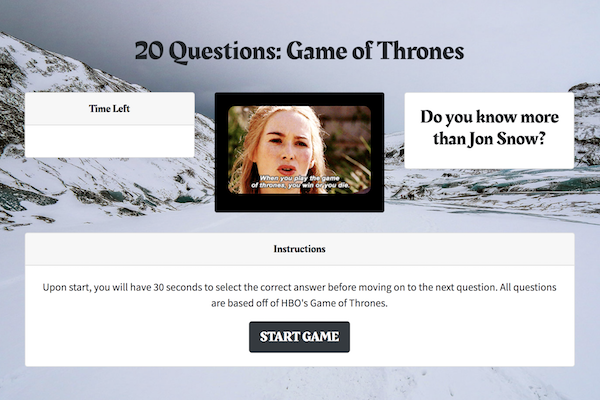 20 Questions: Game of Thrones
Time Left
When you play the game
of thrones, you win or you die.
Do you know more
than Jon Snow?
Instructions
Upon start, you will have 30 seconds to select the correct answer before moving on to the next question. All questions
are based off of HBO's Game of Thrones.
START GAME